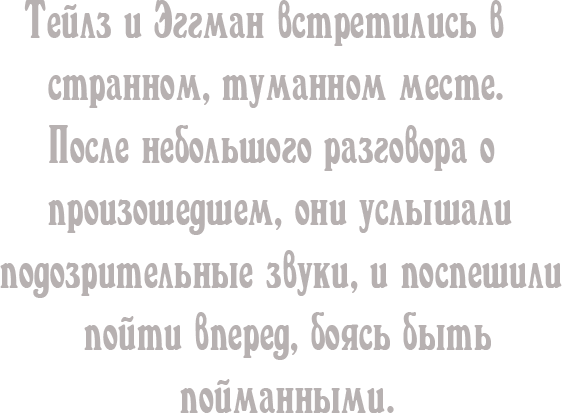 Тейлз и Эггман встретились в
странном, туманном месте.
После небольшого разговора о
произошедшем, они услышали
подозрительные звуки, и поспешили
пойти вперед, боясь быть
пойманными.